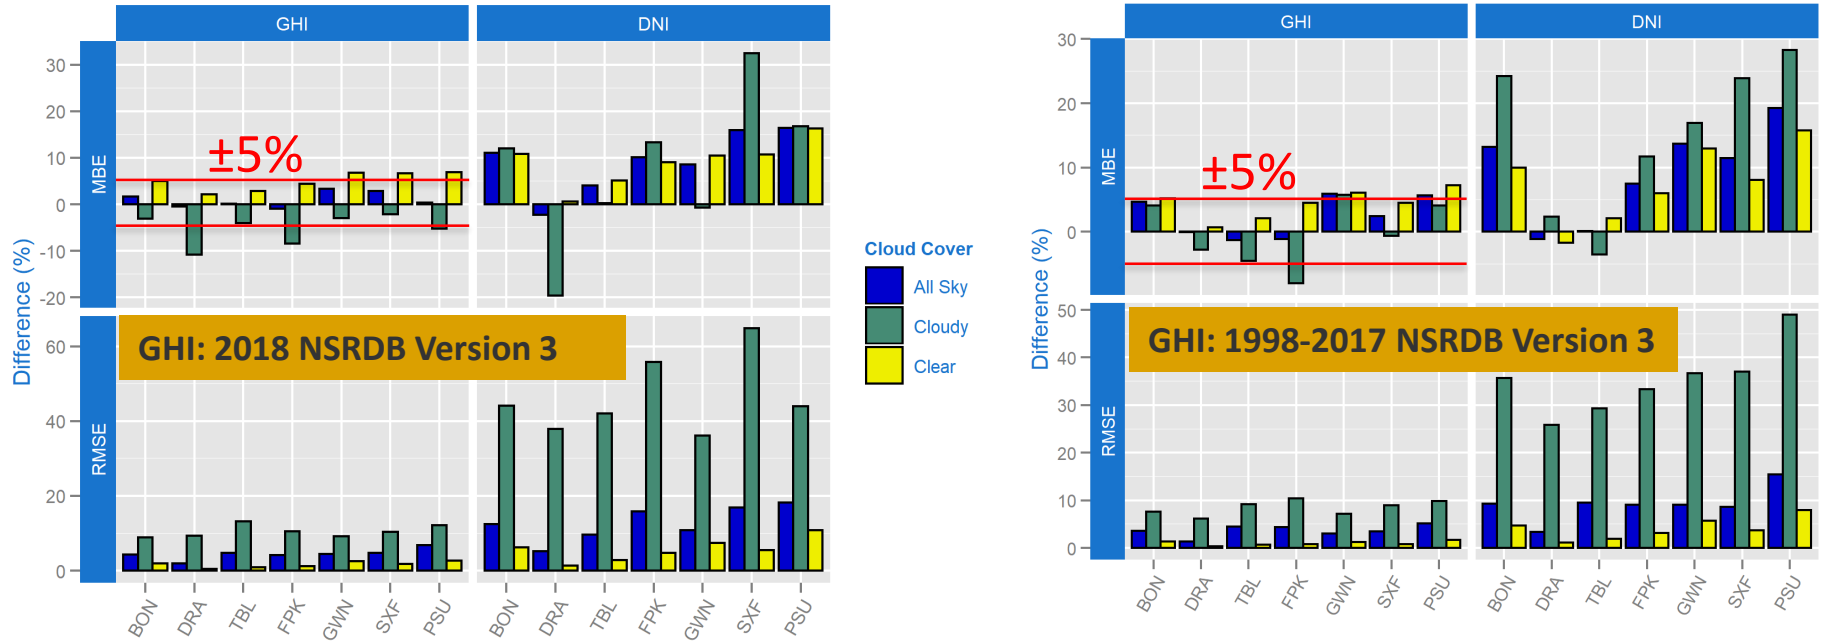 GHI
DNI
MBE
30
20
10
0
-10
-20
±5%
Difference (%)
RMSE
60
40
20
0
GHI: 2018 NSRDB Version 3
BON
DRA
TBL
FPK
GWN
SXF
PSU
BON
DRA
TBL
FPK
GWN
SXF
PSU
Cloud Cover
All Sky
Cloudy
Clear
GHI
DNI
MBE
30
20
10
0
±5%
Difference (%)
RMSE
50
40
30
20
10
0
GHI: 1998-2017 NSRDB Version 3
BON
DRA
TBL
FPK
GWN
SXF
PSU
BON
DRA
TBL
FPK
GWN
SXF
PSU